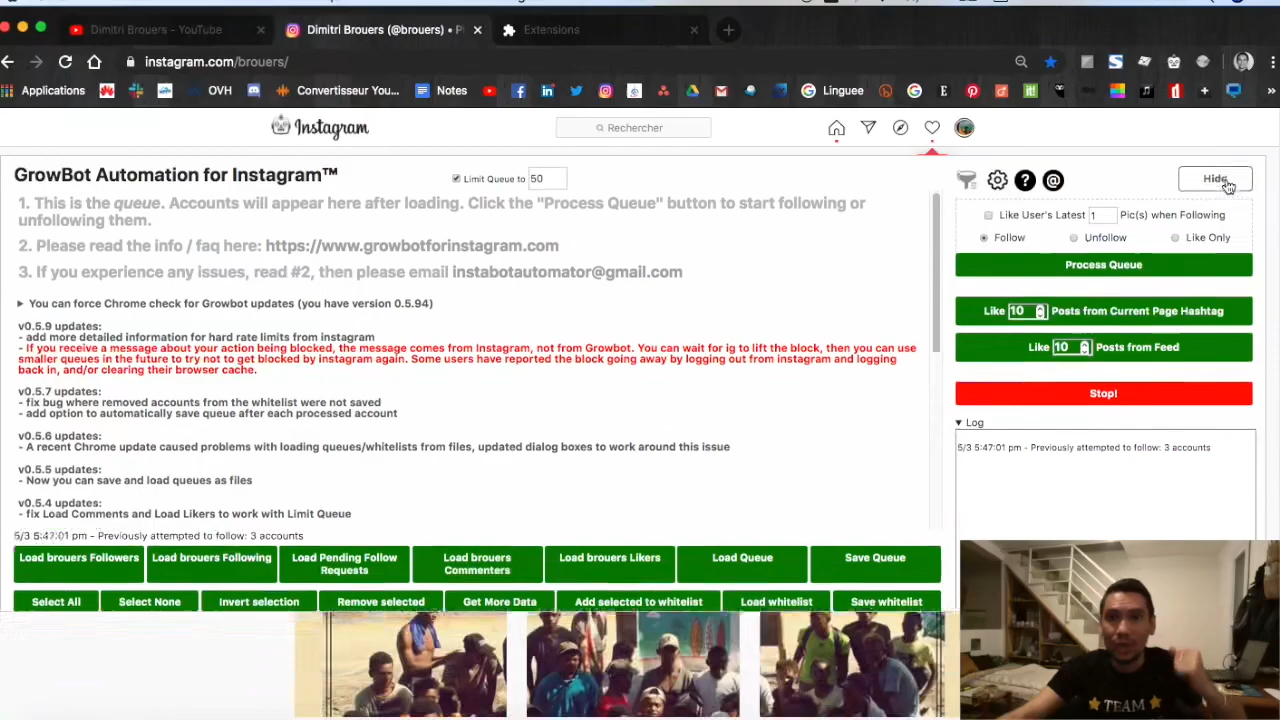 Dimitri Brouers - YouTube
Dimitri Brouers (@brouers) • P
Extensions
instagram.com/brouers/
Applications
OVH
Convertisseur You...
Notes
Linguee
Instagram
Rechercher
GrowBot Automation for Instagram™
Limit Queue to 50
Hide
1. This is the queue. Accounts will appear here after loading. Click the "Process Queue" button to start following or
unfollowing them.
2. Please read the info / faq here: https://www.growbotforinstagram.com
3. If you experience any issues, read #2, then please email instabotautomator@gmail.com
You can force Chrome check for Growbot updates (you have version 0.5.94)
v0.5.9 updates:
- add more detailed information for hard rate limits from instagram
- If you receive a message about your action being blocked, the message comes from Instagram, not from Growbot. You can wait for ig to lift the block, then you can use
smaller queues in the future to try not to get blocked by instagram again. Some users have reported the block going away by logging out from instagram and logging
back in, and/or clearing their browser cache.
v0.5.7 updates:
- fix bug where removed accounts from the whitelist were not saved
- add option to automatically save queue after each processed account
v0.5.6 updates:
- A recent Chrome update caused problems with loading queues/whitelists from files, updated dialog boxes to work around this issue
v0.5.5 updates:
- Now you can save and load queues as files
v0.5.4 updates:
- fix Load Comments and Load Likers to work with Limit Queue
5/3 5:47:01 pm - Previously attempted to follow: 3 accounts
Like User's Latest 1 Pic(s) when Following
Follow
Unfollow
Like Only
Process Queue
Like 10 Posts from Current Page Hashtag
Like 10 Posts from Feed
Stop!
Log
5/3 5:47:01 pm - Previously attempted to follow: 3 accounts
Load brouers Followers
Load brouers Following
Load Pending Follow
Requests
Load brouers
Commenters
Load brouers Likers
Load Queue
Save Queue
Select All
Select None
Invert selection
Remove selected
Get More Data
Add selected to whitelist
Load whitelist
Save whitelist
TEAM